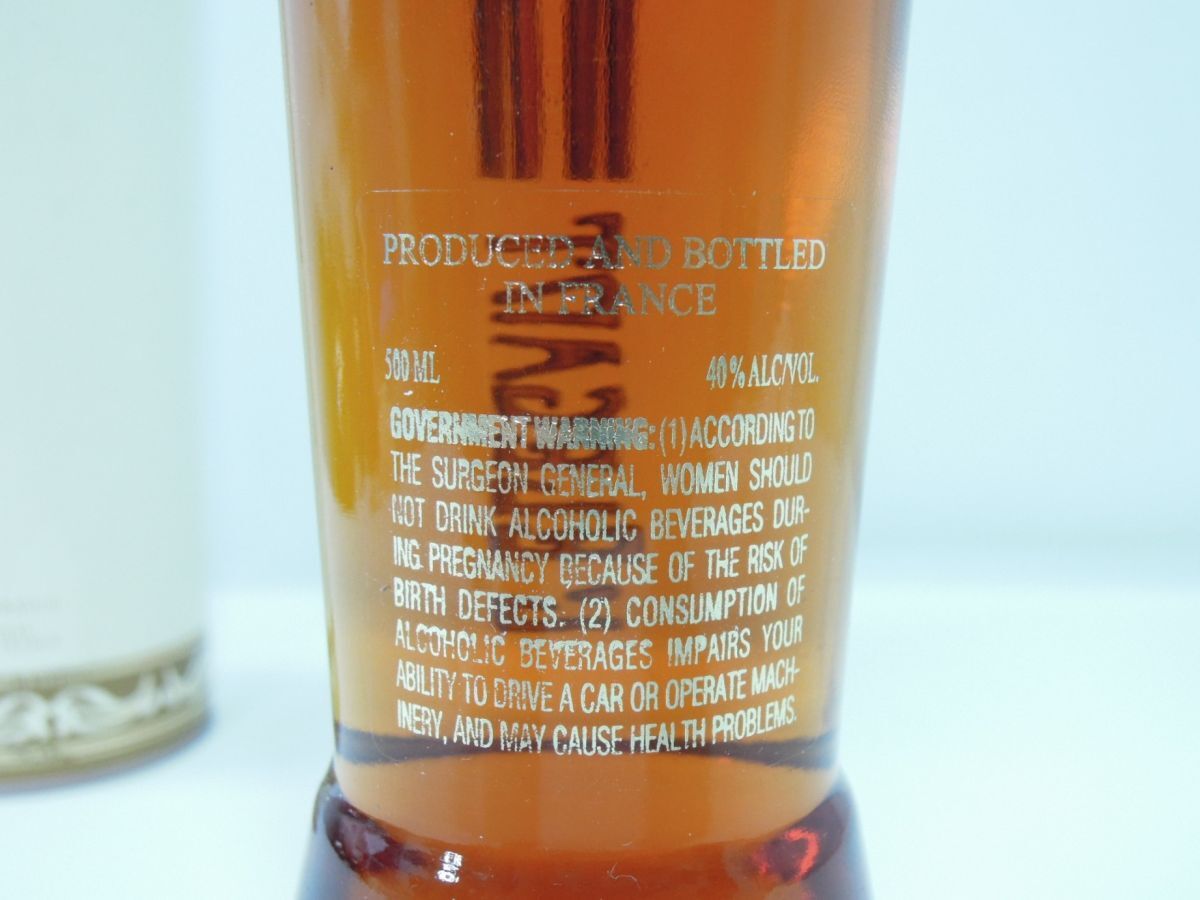 PRODUCED AND BOTTLED
IN FRANCE
500 ML 40% ALC/VOL.
GOVERNMENT WARNING: (1) ACCORDING TO
THE SURGEON GENERAL, WOMEN SHOULD
NOT DRINK ALCOHOLIC BEVERAGES DUR-
ING PREGNANCY BECAUSE OF THE RISK OF
BIRTH DEFECTS. (2) CONSUMPTION OF
ALCOHOLIC BEVERAGES IMPAIRS YOUR
ABILITY TO DRIVE A CAR OR OPERATE MACH-
INERY, AND MAY CAUSE HEALTH PROBLEMS.